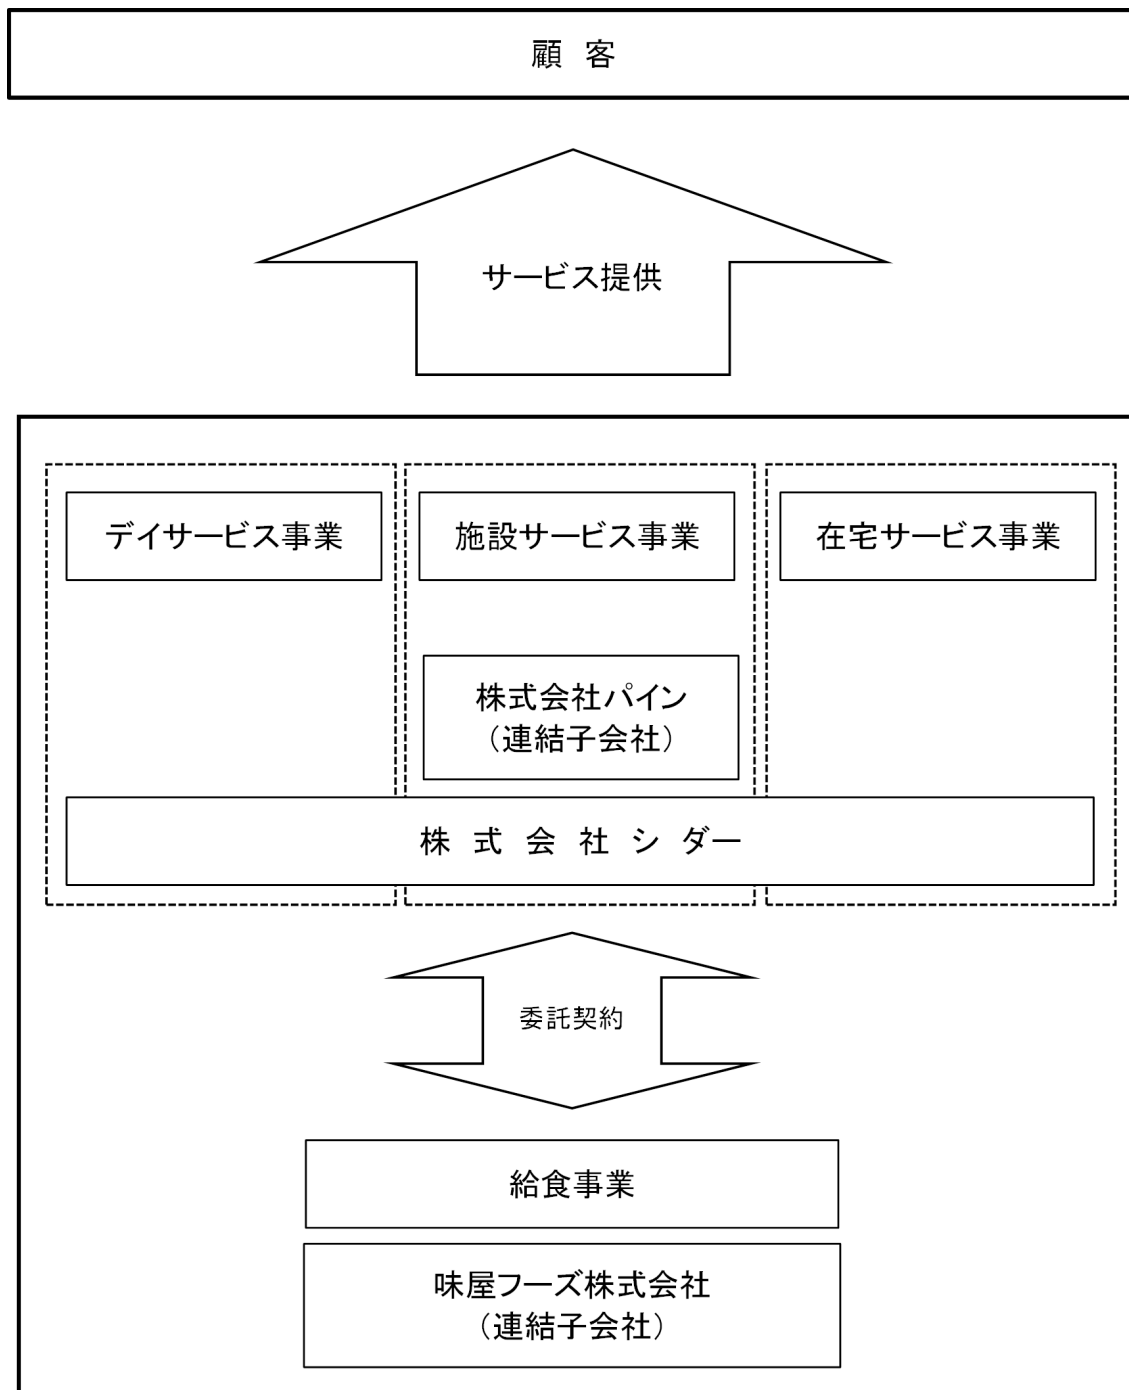 顧 客
サービス提供
デイサービス事業
施設サービス事業
在宅サービス事業
株式会社パイン
（連結子会社）
株 式 会 社 シ ダー
委託契約
給食事業
味屋フーズ株式会社
（連結子会社）